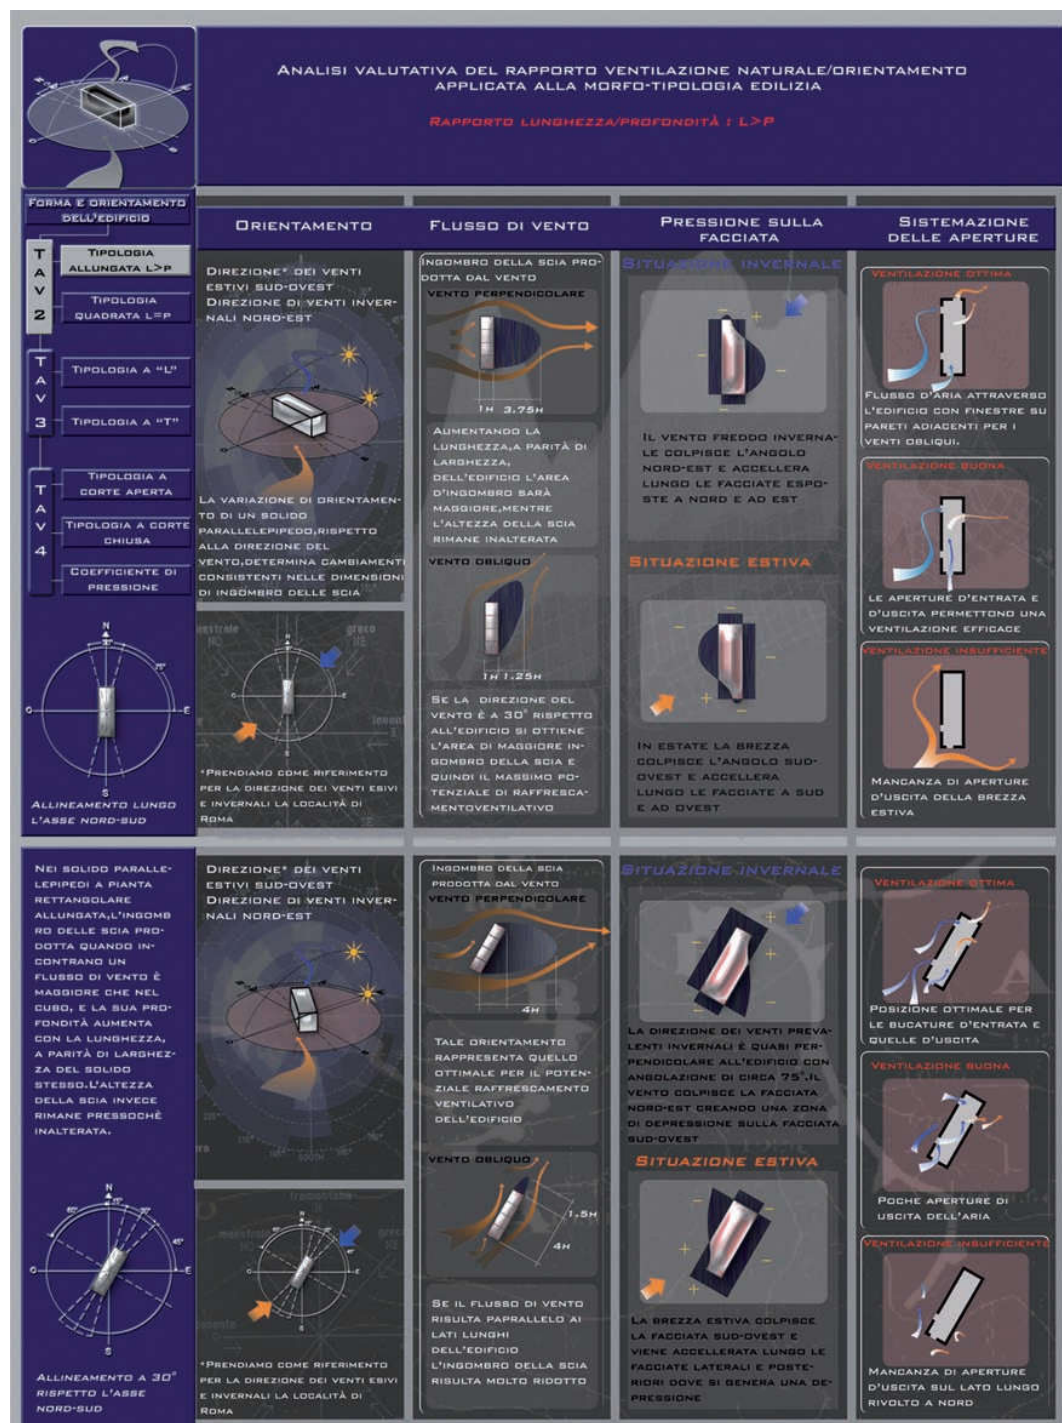 ANALISI VALUTATIVA DEL RAPPORTO VENTILAZIONE NATURALE/ORIENTAMENTO
APPLICATA ALLA MORFO-TIPOLOGIA EDILIZIA
RAPPORTO LUNGHEZZA/PROFONDITÀ : L>P
FORMA E ORIENTAMENTO
DELL'EDIFICIO
TAV 2
TIPOLOGIA
ALLUNGATA L>P
TIPOLOGIA
QUADRATA L=P
TAV 3
TIPOLOGIA A "L"
TIPOLOGIA A "T"
TAV 4
TIPOLOGIA A
CORTE APERTA
TIPOLOGIA A CORTE
CHIUSA
COEFFICIENTE DI
PRESSIONE
N
30°
75°
O
E
S
ALLINEAMENTO LUNGO
L'ASSE NORD-SUD
ORIENTAMENTO
DIREZIONE* DEI VENTI
ESTIVI SUD-OVEST
DIREZIONE DI VENTI INVER-
NALI NORD-EST
LA VARIAZIONE DI ORIENTAMEN-
TO DI UN SOLIDO
PARALLELEPIPEDO,RISPETTO
ALLA DIREZIONE DEL
VENTO,DETERMINA CAMBIAMENTI
CONSISTENTI NELLE DIMENSIONI
DI INGOMBRO DELLE SCIA
*PRENDIAMO COME RIFERIMENTO
PER LA DIREZIONE DEI VENTI ESIVI
E INVERNALI LA LOCALITÀ DI
ROMA
FLUSSO DI VENTO
INGOMBRO DELLA SCIA PRO-
DOTTA DAL VENTO
VENTO PERPENDICOLARE
1H 3.75H
AUMENTANDO LA
LUNGHEZZA,A PARITÀ DI
LARGHEZZA,
DELL'EDIFICIO L'AREA
D'INGOMBRO SARÀ
MAGGIORE,MENTRE
L'ALTEZZA DELLA SCIA
RIMANE INALTERATA
VENTO OBLIQUO
1H 1.25H
SE LA DIREZIONE DEL
VENTO È A 30° RISPETTO
ALL'EDIFICIO SI OTTIENE
L'AREA DI MAGGIORE IN-
GOMBRO DELLA SCIA E
QUINDI IL MASSIMO PO-
TENZIALE DI RAFFRESCA-
MENTOVENTILATIVO
PRESSIONE SULLA
FACCIATA
SITUAZIONE INVERNALE
IL VENTO FREDDO INVERNA-
LE COLPISCE L'ANGOLO
NORD-EST E ACCELLERA
LUNGO LE FACCIATE ESPO-
STE A NORD E AD EST
SITUAZIONE ESTIVA
IN ESTATE LA BREZZA
COLPISCE L'ANGOLO SUD-
OVEST E ACCELLERA
LUNGO LE FACCIATE A SUD
E AD OVEST
SISTEMAZIONE
DELLE APERTURE
VENTILAZIONE OTTIMA
FLUSSO D'ARIA ATTRAVERSO
L'EDIFICIO CON FINESTRE SU
PARETI ADIACENTI PER I
VENTI OBLIQUI.
VENTILAZIONE BUONA
LE APERTURE D'ENTRATA E
D'USCITA PERMETTONO UNA
VENTILAZIONE EFFICACE
VENTILAZIONE INSUFFICIENTE
MANCANZA DI APERTURE
D'USCITA DELLA BREZZA
ESTIVA
NEI SOLIDO PARALLE-
LEPIPEDI A PIANTA
RETTANGOLARE
ALLUNGATA,L'INGOMB
RO DELLE SCIA PRO-
DOTTA QUANDO IN-
CONTRANO UN
FLUSSO DI VENTO È
MAGGIORE CHE NEL
CUBO, E LA SUA PRO-
FONDITÀ AUMENTA
CON LA LUNGHEZZA,
A PARITÀ DI LARGHEZ-
ZA DEL SOLIDO
STESSO.L'ALTEZZA
DELLA SCIA INVECE
RIMANE PRESSOCHÈ
INALTERATA.
N
45°
O
E
S
ALLINEAMENTO A 30°
RISPETTO L'ASSE
NORD-SUD
DIREZIONE* DEI VENTI
ESTIVI SUD-OVEST
DIREZIONE DI VENTI INVER-
NALI NORD-EST
*PRENDIAMO COME RIFERIMENTO
PER LA DIREZIONE DEI VENTI ESIVI
E INVERNALI LA LOCALITÀ DI
ROMA
INGOMBRO DELLA SCIA
PRODOTTA DAL VENTO
VENTO PERPENDICOLARE
4H
TALE ORIENTAMENTO
RAPPRESENTA QUELLO
OTTIMALE PER IL POTEN-
ZIALE RAFFRESCAMENTO
VENTILATIVO
DELL'EDIFICIO
VENTO OBLIQUO
1.5H
4H
SE IL FLUSSO DI VENTO
RISULTA PAPRALLELO AI
LATI LUNGHI
DELL'EDIFICIO
L'INGOMBRO DELLA SCIA
RISULTA MOLTO RIDOTTO
SITUAZIONE INVERNALE
LA DIREZIONE DEI VENTI PREVA-
LENTI INVERNALI È QUASI PER-
PENDICOLARE ALL'EDIFICIO CON
ANGOLAZIONE DI CIRCA 75°.IL
VENTO COLPISCE LA FACCIATA
NORD-EST CREANDO UNA ZONA
DI DEPRESSIONE SULLA FACCIATA
SUD-OVEST
SITUAZIONE ESTIVA
LA BREZZA ESTIVA COLPISCE
LA FACCIATA SUD-OVEST E
VIENE ACCELLERATA LUNGO LE
FACCIATE LATERALI E POSTE-
RIORI DOVE SI GENERA UNA DE-
PRESSIONE
VENTILAZIONE OTTIMA
POSIZIONE OTTIMALE PER
LE BUCATURE D'ENTRATA E
QUELLE D'USCITA
VENTILAZIONE BUONA
POCHE APERTURE DI
USCITA DELL'ARIA
VENTILAZIONE INSUFFICIENTE
MANCANZA DI APERTURE
D'USCITA SUL LATO LUNGO
RIVOLTO A NORD